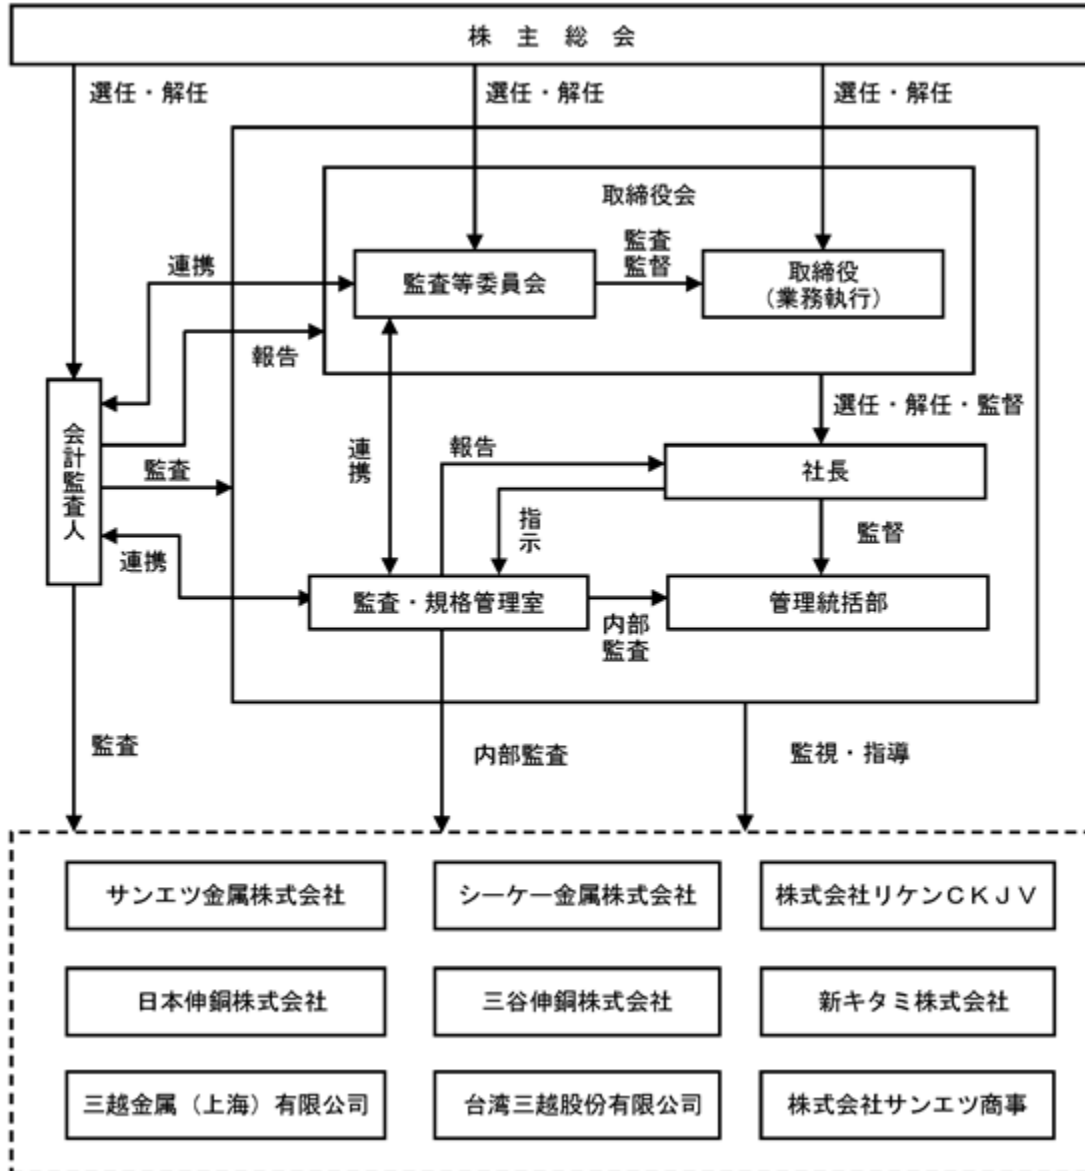 株 主 総 会
選任・解任
選任・解任
選任・解任
取締役会
監査
監督
連携
監査等委員会
取締役
（業務執行）
報告
選任・解任・監督
会計監査人
連携
報告
監査
社長
指示
監督
連携
監査・規格管理室
管理統括部
内部
監査
監査
内部監査
監視・指導
サンエツ金属株式会社
シーケー金属株式会社
株式会社リケンＣＫＪＶ
日本伸銅株式会社
三谷伸銅株式会社
新キタミ株式会社
三越金属（上海）有限公司
台湾三越股份有限公司
株式会社サンエツ商事